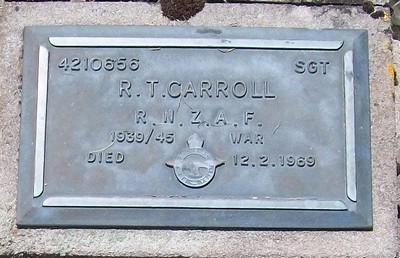 4210656 SGT
R. T. CARROLL
R. N. Z. A. F.
1939/45 WAR
DIED 12.2.1969